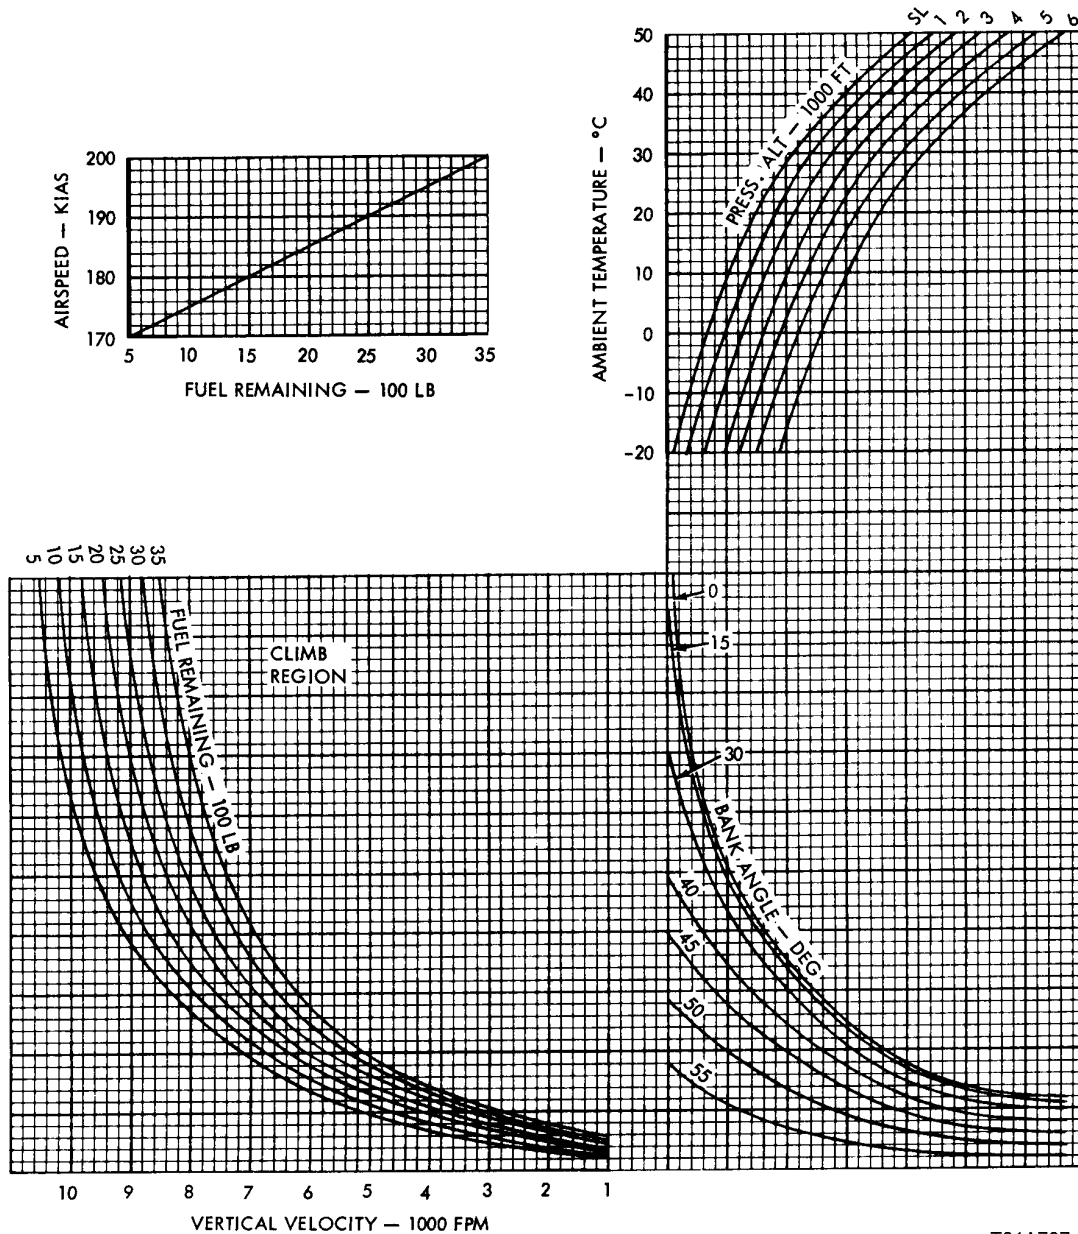 SL 1 2 3 4 5 6
50
40
30
20
10
0
-10
-20
AMBIENT TEMPERATURE — °C
PRESS. ALT — 1000 FT
200
190
180
170
AIRSPEED — KIAS
5 10 15 20 25 30 35
FUEL REMAINING — 100 LB
5 10 15 20 25 30 35
FUEL REMAINING — 100 LB
CLIMB
REGION
0
15
30
40
45
50
55
BANK ANGLE — DEG
10 9 8 7 6 5 4 3 2 1
VERTICAL VELOCITY — 1000 FPM